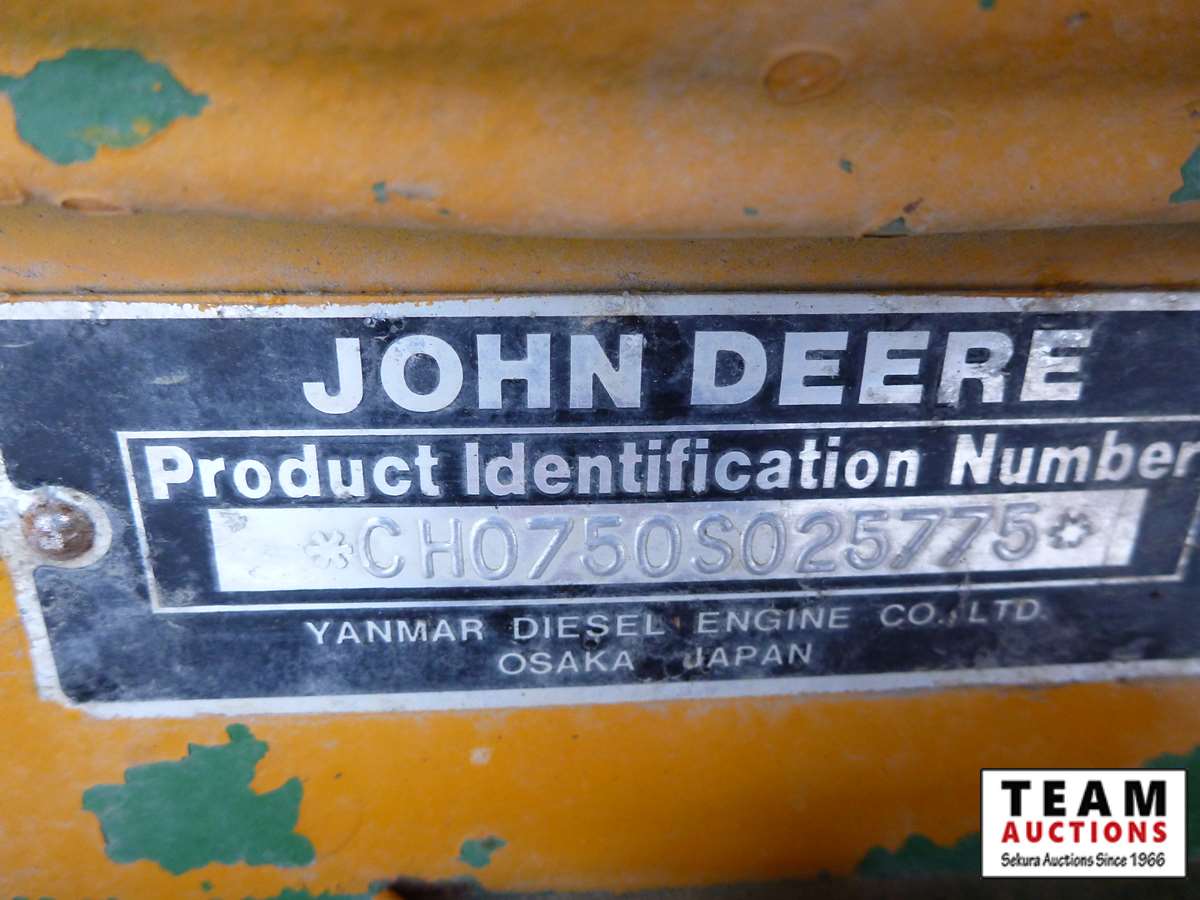 JOHN DEERE
Product Identification Number
*CH0750S025775*
YANMAR DIESEL ENGINE CO., LTD.
OSAKA JAPAN
TEAM
AUCTIONS
Sekura Auctions Since 1966